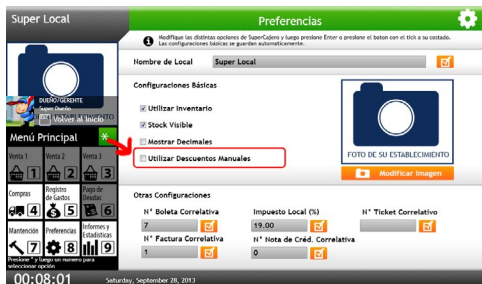 Super Local
Preferencias
Modifique las distintas opciones de SuperCajero y luego presione Enter o presione el boton con el tick a su costado.
Las configuraciones básicas se guardan automaticamente.
Nombre de Local
Super Local
Configuraciones Básicas
Utilizar Inventario
Stock Visible
Mostrar Decimales
Utilizar Descuentos Manuales
FOTO DE SU ESTABLECIMIENTO
Modificar Imagen
DUEÑO/GERENTE
Super Dueño
Volver al Inicio
Menú Principal *
Venta 1
Venta 2
Venta 3
1
2
3
Compras
Registro de Gastos
Pago de Deudas
4
5
6
Mantención
Preferencias
Informes y Estadísticas
7
8
9
Presione * y luego un numero para
seleccionar opción
Otras Configuraciones
N° Boleta Correlativa
Impuesto Local (%)
N° Ticket Correlativo
7
19.00
N° Factura Correlativa
N° Nota de Créd. Correlativa
1
0
00:08:01
Saturday, September 28, 2013